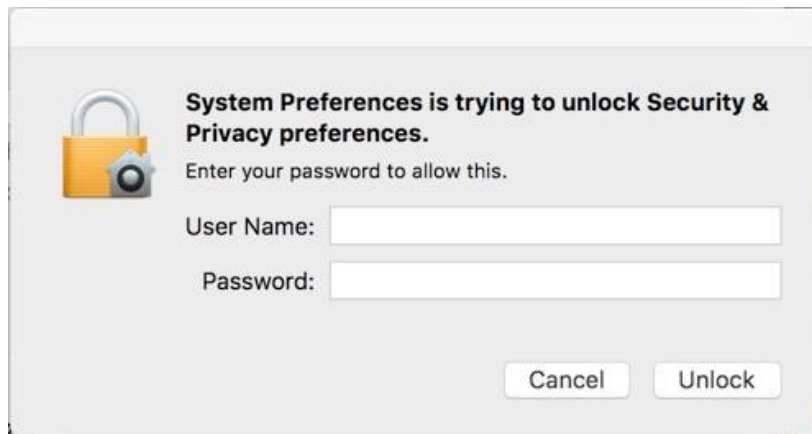 System Preferences is trying to unlock Security &
Privacy preferences.
Enter your password to allow this.
User Name:
Password:
Cancel
Unlock